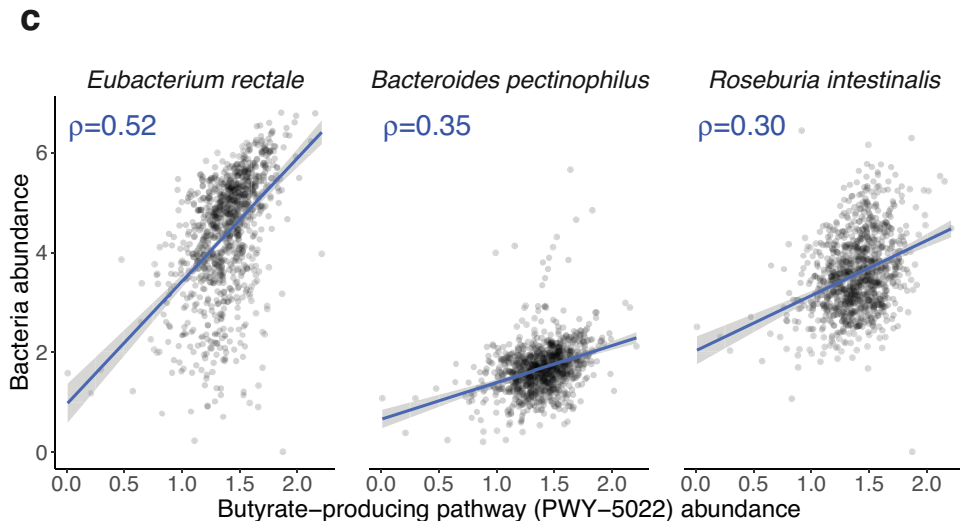 c
Eubacterium rectale Bacteroides pectinophilus Roseburia intestinalis
ρ=0.52 ρ=0.35 ρ=0.30
Bacteria abundance
6
4
2
0
0.0 0.5 1.0 1.5 2.0 0.0 0.5 1.0 1.5 2.0 0.0 0.5 1.0 1.5 2.0
Butyrate−producing pathway (PWY−5022) abundance